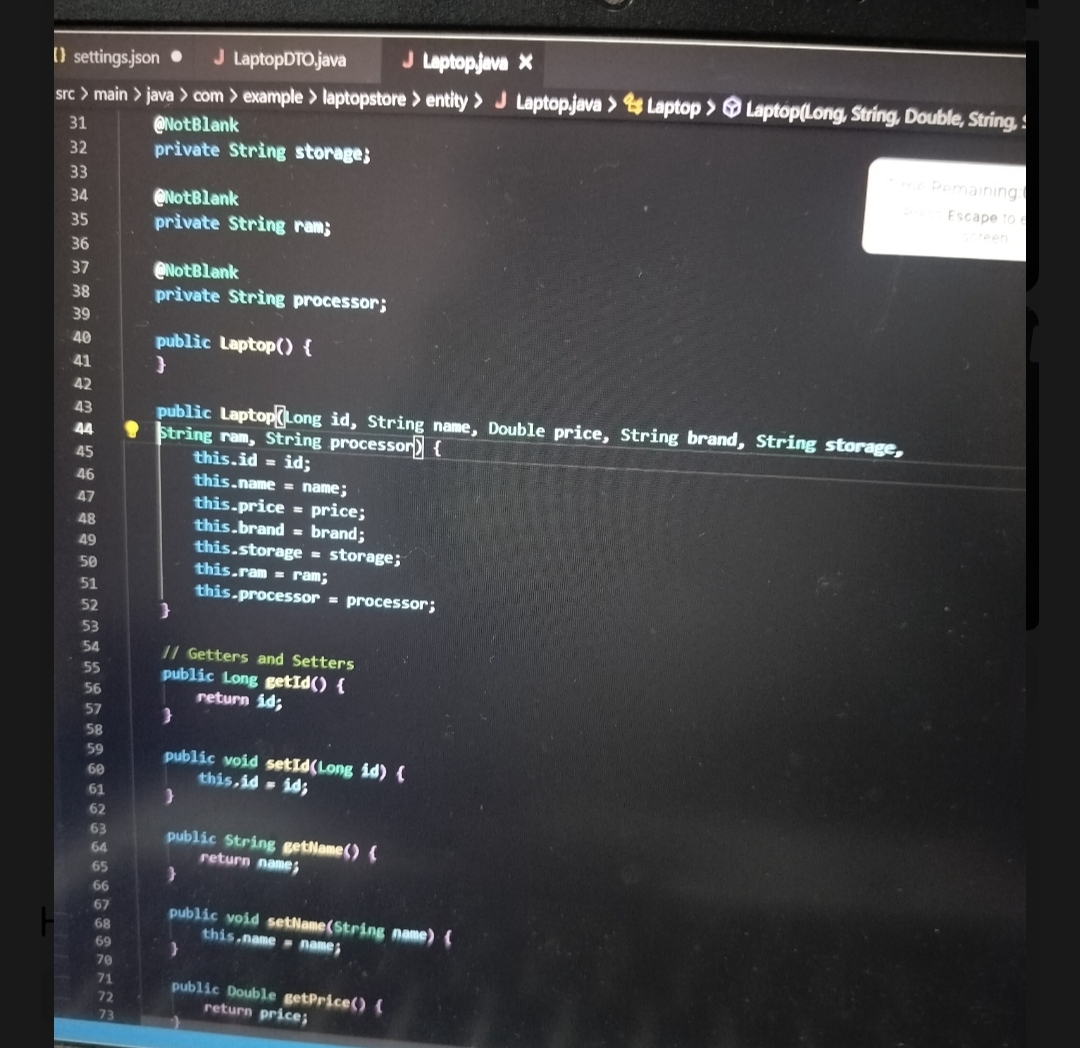 settings.json ● J LaptopDTO.java J Laptop.java ×
src > main > java > com > example > laptopstore > entity > J Laptop.java > Laptop > Laptop(Long, String, Double, String,
31 @NotBlank
32 private String storage;
33
34 @NotBlank
35 private String ram;
36
37 @NotBlank
38 private String processor;
39
40 public Laptop() {
41 }
42
43 public Laptop(Long id, String name, Double price, String brand, String storage,
44 String ram, String processor) {
45 this.id = id;
46 this.name = name;
47 this.price = price;
48 this.brand = brand;
49 this.storage = storage;
50 this.ram = ram;
51 this.processor = processor;
52 }
53
54 // Getters and Setters
55 public Long getId() {
56 return id;
57 }
58
59 public void setId(Long id) {
60 this.id = id;
61 }
62
63 public String getName() {
64 return name;
65 }
66
67 public void setName(String name) {
68 this.name = name;
69 }
70
71 public Double getPrice() {
72 return price;
73 }
Remaining
Escape to
screen